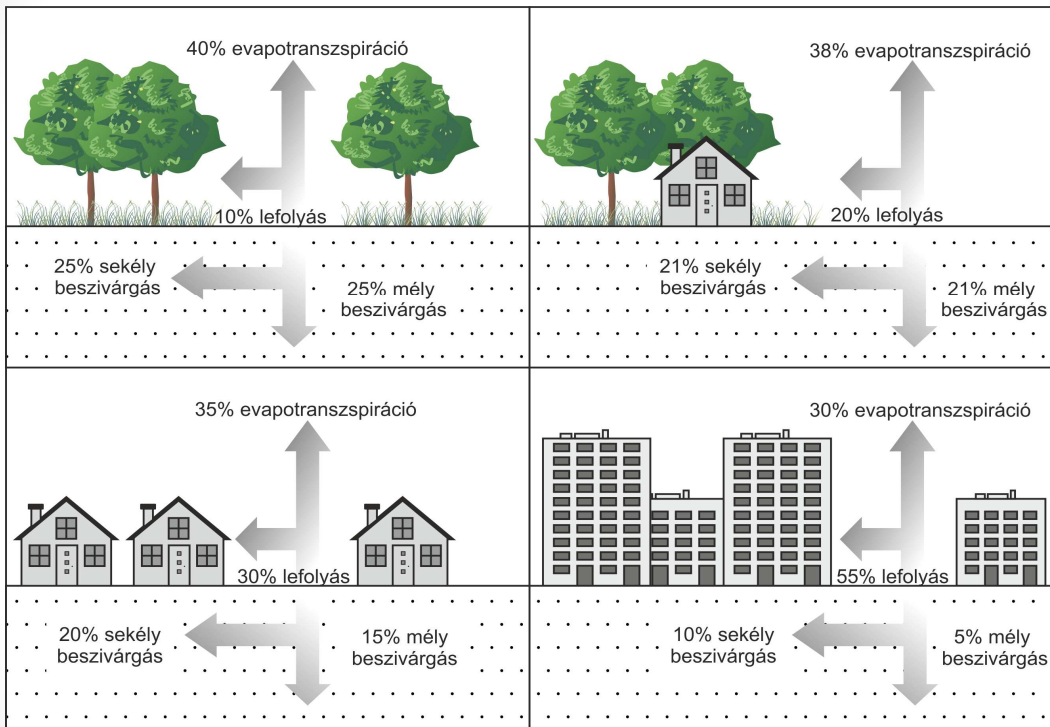 40% evapotranszspiráció
10% lefolyás
25% sekély
beszivárgás
25% mély
beszivárgás
38% evapotranszspiráció
20% lefolyás
21% sekély
beszivárgás
21% mély
beszivárgás
35% evapotranszspiráció
30% lefolyás
20% sekély
beszivárgás
15% mély
beszivárgás
30% evapotranszspiráció
55% lefolyás
10% sekély
beszivárgás
5% mély
beszivárgás